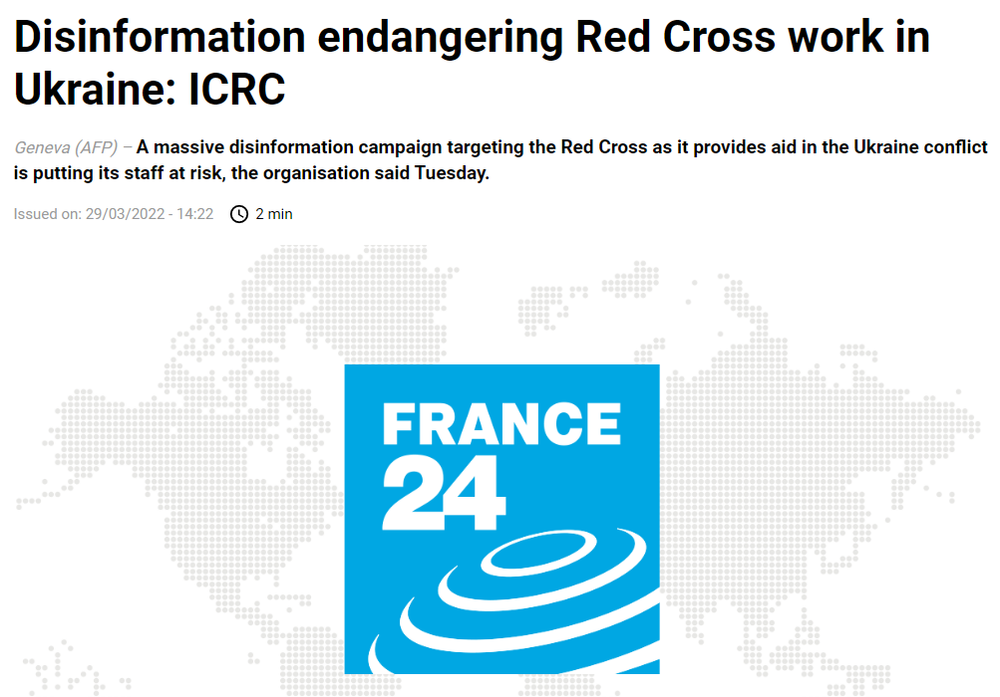 Disinformation endangering Red Cross work in
Ukraine: ICRC
Geneva (AFP) – A massive disinformation campaign targeting the Red Cross as it provides aid in the Ukraine conflict
is putting its staff at risk, the organisation said Tuesday.
Issued on: 29/03/2022 - 14:22 2 min
FRANCE
24